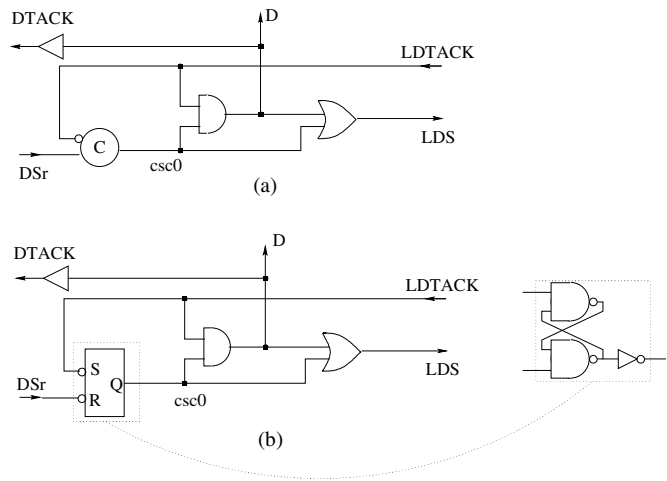 DTACK
D
LDTACK
C
DSr
csc0
LDS
(a)
DTACK
D
LDTACK
S
DSr
R
Q
csc0
LDS
(b)